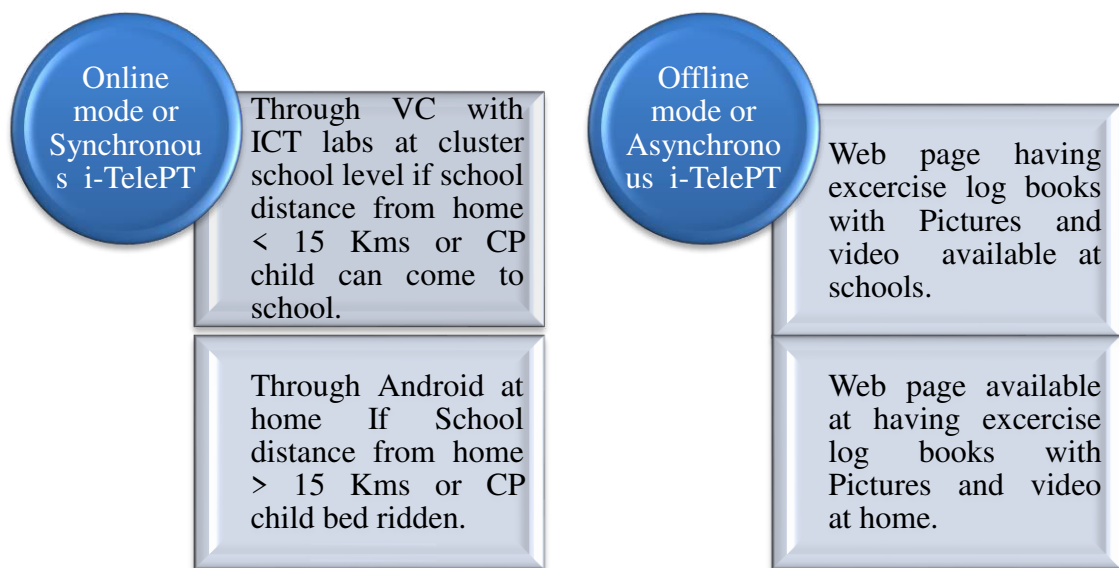 Online
mode or
Synchronou
s i-TelePT
Through VC with
ICT labs at cluster
school level if school
distance from home
< 15 Kms or CP
child can come to
school.
Through Android at
home If School
distance from home
> 15 Kms or CP
child bed ridden.
Offline
mode or
Asynchrono
us i-TelePT
Web page having
excercise log books
with Pictures and
video available at
schools.
Web page available
at having excercise
log books with
Pictures and video
at home.